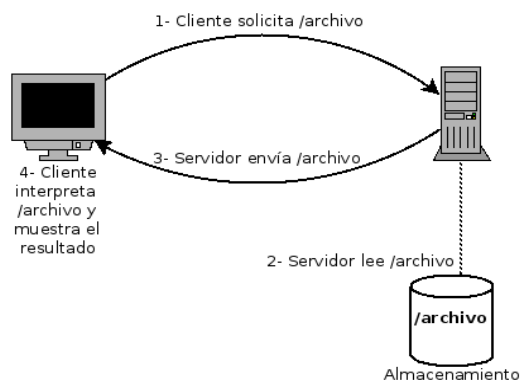 1- Cliente solicita /archivo
3- Servidor envía /archivo
4- Cliente
interpreta
/archivo y
muestra el
resultado
2- Servidor lee /archivo
/archivo
Almacenamiento